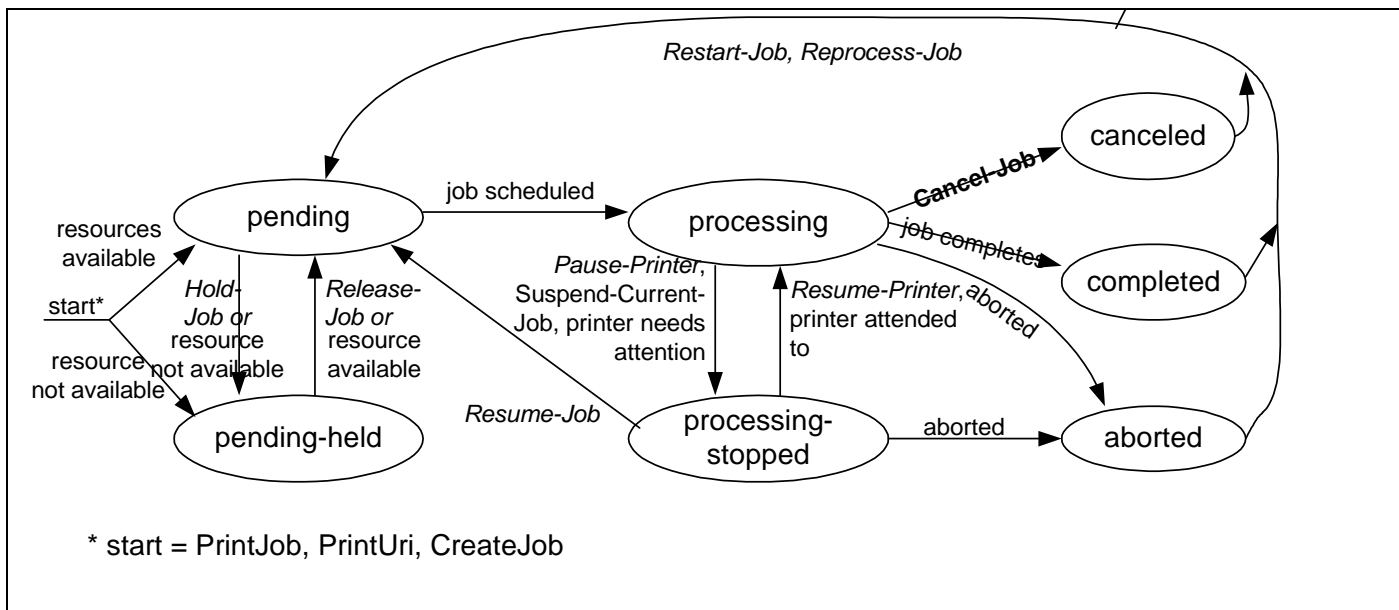 Restart-Job, Reprocess-Job
canceled
Cancel-Job
job scheduled
pending
processing
resources
available
job completes
completed
Pause-Printer,
Suspend-Current-
Job, printer needs
attention
Resume-Printer,
printer attended
to
aborted
start*
Hold-
Job or
resource
not available
Release-
Job or
resource
available
resource
not available
Resume-Job
pending-held
processing-
stopped
aborted
aborted
* start = PrintJob, PrintUri, CreateJob